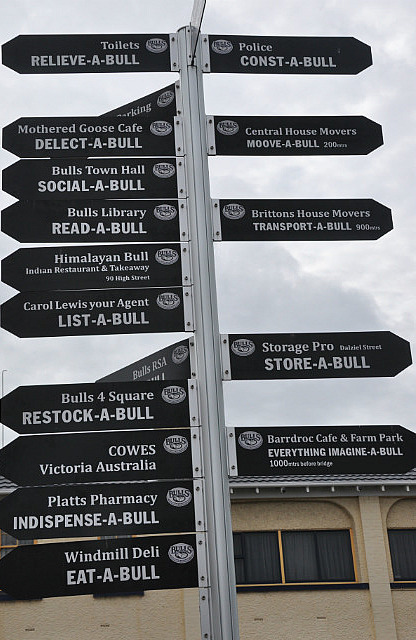 Toilets
RELIEVE-A-BULL
Police
CONST-A-BULL
Parking
Mothered Goose Cafe
DELECT-A-BULL
Central House Movers
MOOVE-A-BULL 200mtrs
Bulls Town Hall
SOCIAL-A-BULL
Bulls Library
READ-A-BULL
Brittons House Movers
TRANSPORT-A-BULL 900mtrs
Himalayan Bull
Indian Restaurant & Takeaway
90 High Street
Carol Lewis your Agent
LIST-A-BULL
Storage Pro Dalziel Street
STORE-A-BULL
Bulls RSA
BULL
Bulls 4 Square
RESTOCK-A-BULL
Barrdroc Cafe & Farm Park
EVERYTHING IMAGINE-A-BULL
1000mtrs before bridge
COWES
Victoria Australia
Platts Pharmacy
INDISPENSE-A-BULL
Windmill Deli
EAT-A-BULL